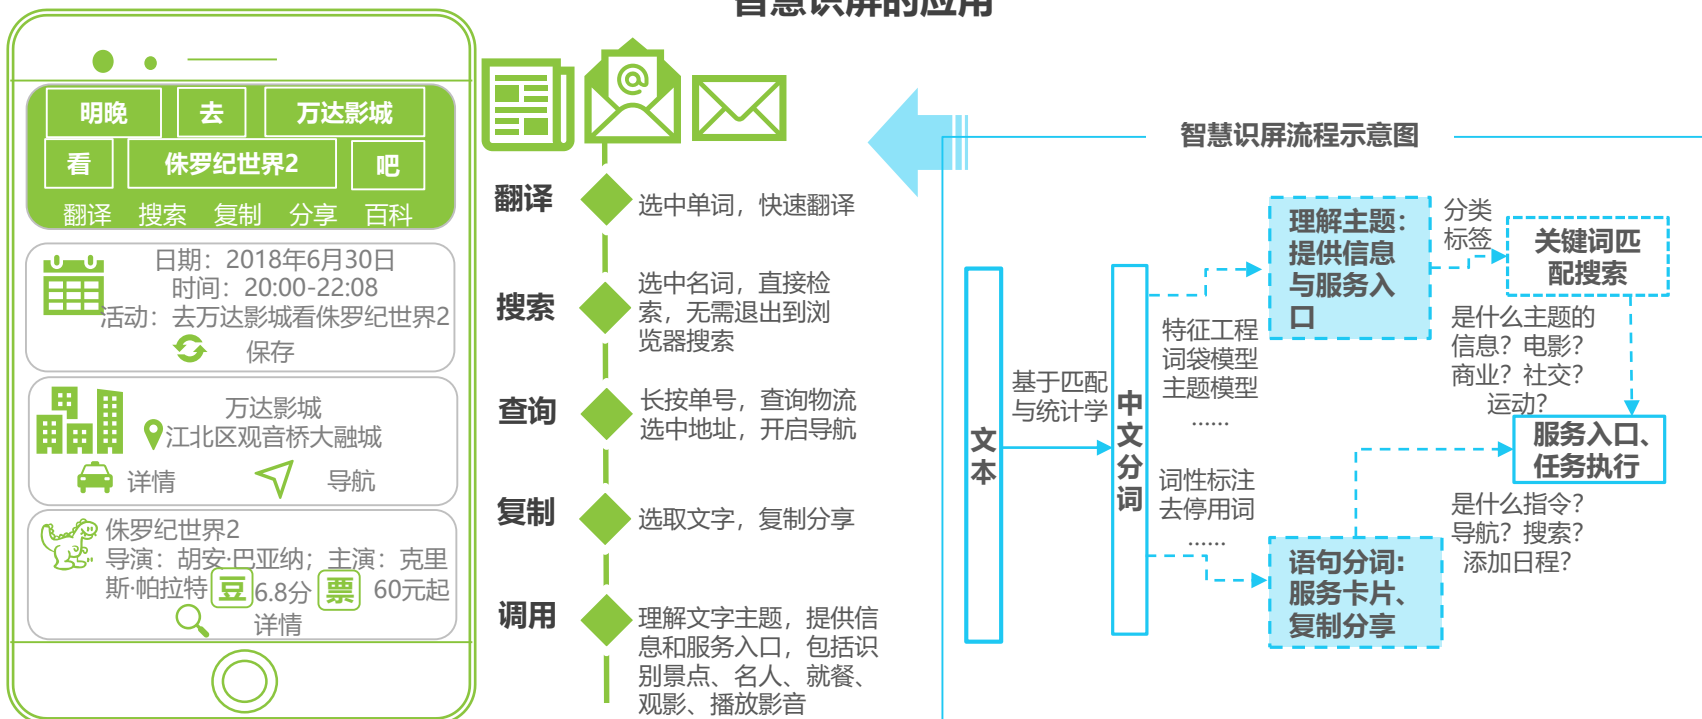 智慧识屏的应用
明晚 去 万达影城
看 侏罗纪世界2 吧
翻译 搜索 复制 分享 百科
日期：2018年6月30日
时间：20:00-22:08
活动：去万达影城看侏罗纪世界2
保存
万达影城
江北区观音桥大融城
详情 导航
侏罗纪世界2
导演：胡安·巴亚纳；主演：克里
斯·帕拉特 豆 6.8分 票 60元起
详情
翻译
选中单词，快速翻译
搜索
选中名词，直接检
索，无需退出到浏
览器搜索
查询
长按单号，查询物流
选中地址，开启导航
复制
选取文字，复制分享
调用
理解文字主题，提供信
息和服务入口，包括识
别景点、名人、就餐、
观影、播放影音
智慧识屏流程示意图
文本
基于匹配
与统计学
中文分词
特征工程
词袋模型
主题模型
……
词性标注
去停用词
……
理解主题：
提供信息
与服务入
口
分类
标签
关键词匹
配搜索
是什么主题的
信息？电影？
商业？社交？
运动？
服务入口、
任务执行
是什么指令？
导航？搜索？
添加日程？
语句分词:
服务卡片、
复制分享